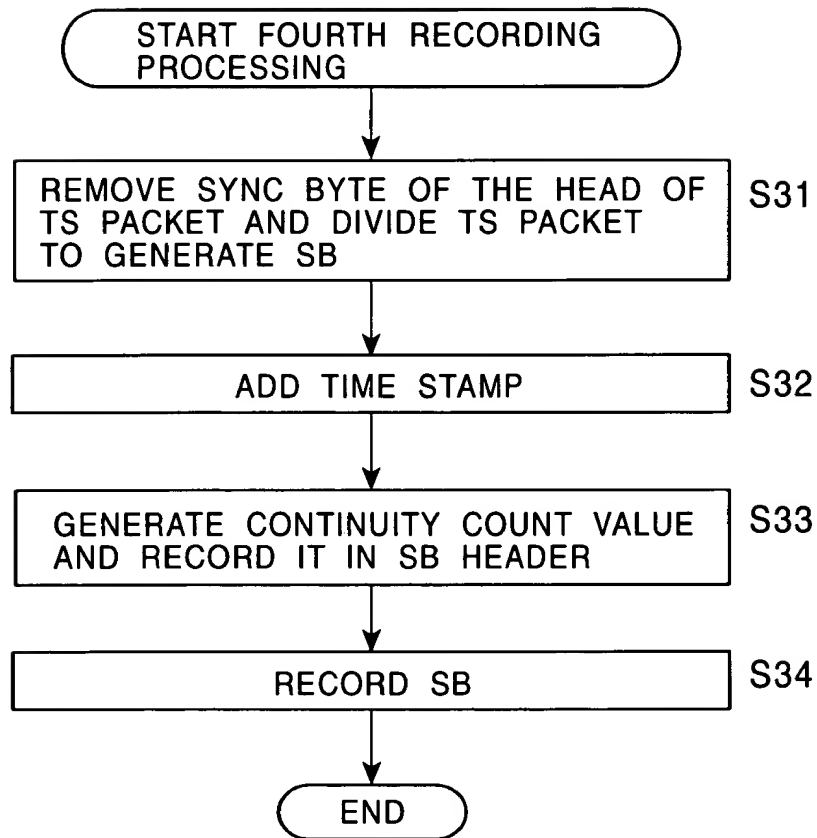 START FOURTH RECORDING
PROCESSING
REMOVE SYNC BYTE OF THE HEAD OF
TS PACKET AND DIVIDE TS PACKET
TO GENERATE SB
S31
ADD TIME STAMP
S32
GENERATE CONTINUITY COUNT VALUE
AND RECORD IT IN SB HEADER
S33
RECORD SB
S34
END